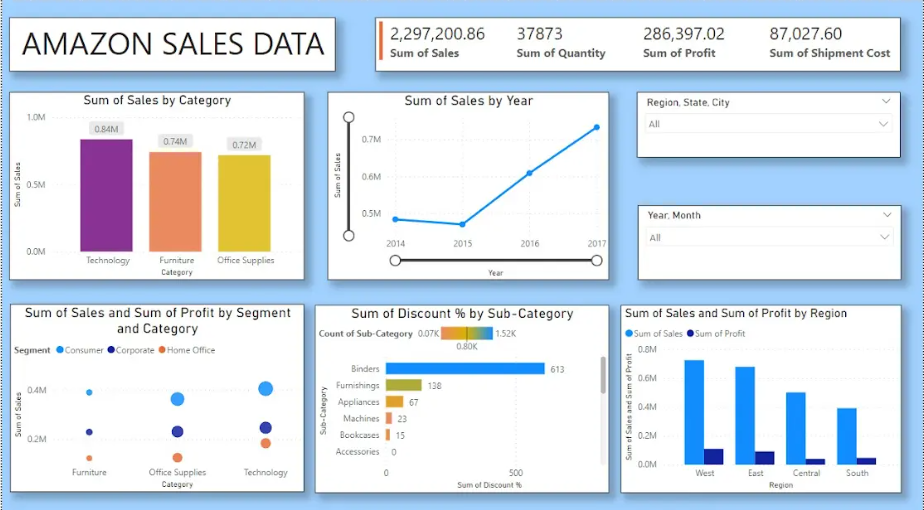 AMAZON SALES DATA
2,297,200.86 37873 286,397.02 87,027.60
Sum of Sales Sum of Quantity Sum of Profit Sum of Shipment Cost
Sum of Sales by Category
1.0M
0.84M
0.74M
0.72M
0.5M
0.0M
Sum of Sales
Technology Furniture Office Supplies
Category
Sum of Sales by Year
0.7M
0.6M
0.5M
Sum of Sales
2014 2015 2016 2017
Year
Region, State, City
All
Year, Month
All
Sum of Sales and Sum of Profit by Segment
and Category
Segment Consumer Corporate Home Office
0.4M
0.2M
Sum of Sales
Furniture Office Supplies Technology
Category
Sum of Discount % by Sub-Category
Count of Sub-Category 0.07K 1.52K
0.80K
Sub-Category
Binders 613
Furnishings 138
Appliances 67
Machines 23
Bookcases 15
Accessories 0
0 500
Sum of Discount %
Sum of Sales and Sum of Profit by Region
Sum of Sales Sum of Profit
0.8M
0.6M
0.4M
0.2M
0.0M
Sum of Sales and Sum of Profit
West East Central South
Region